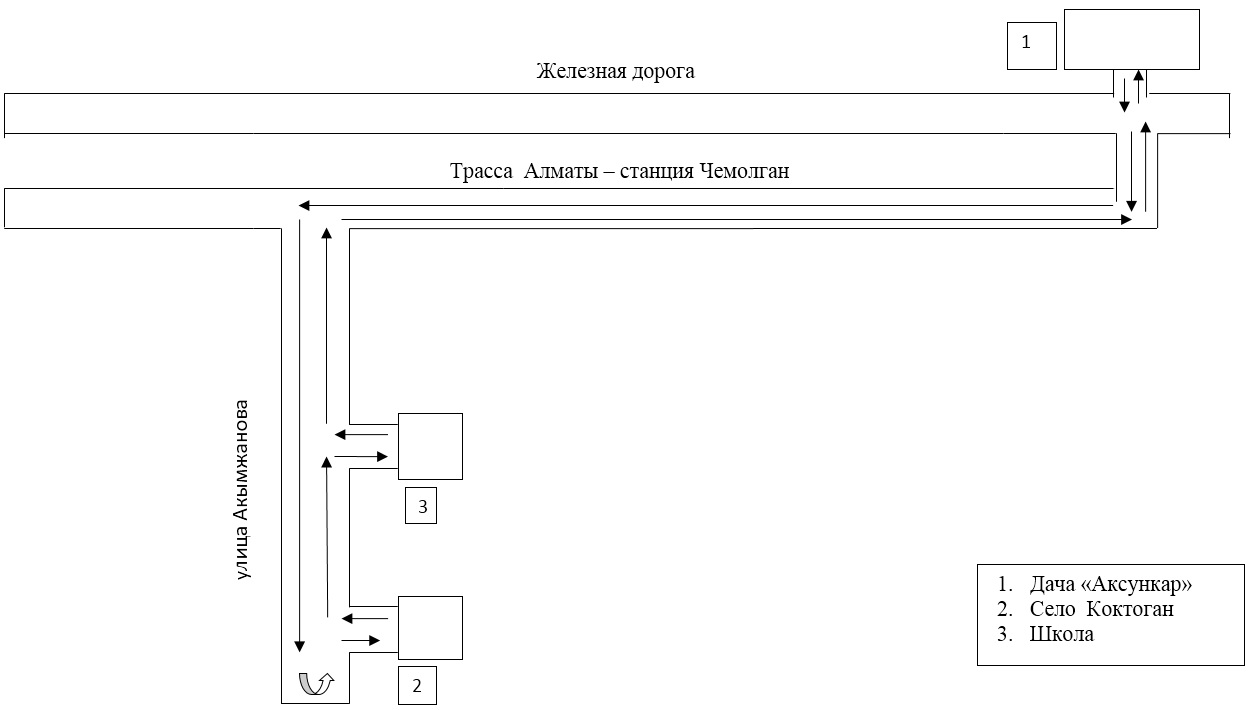 1
Железная дорога
Трасса Алматы – станция Чемолган
улица Акымжанова
3
2
1. Дача «Аксункар»
2. Село Коктоган
3. Школа